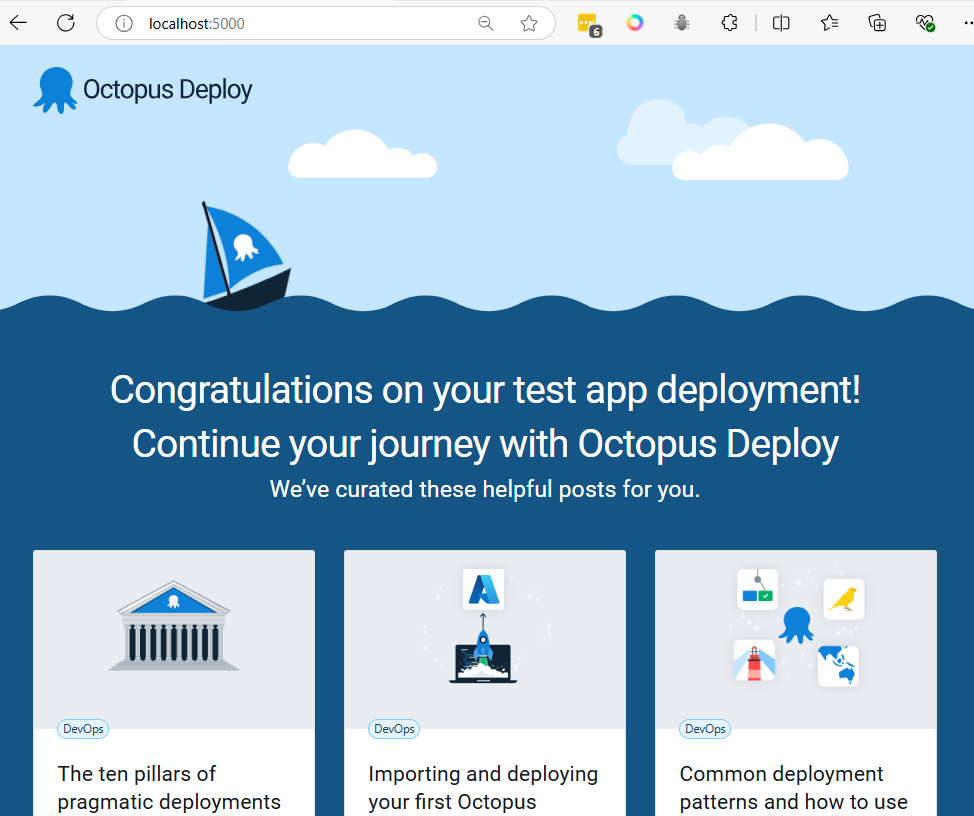 localhost:5000
6
Octopus Deploy
Congratulations on your test app deployment!
Continue your journey with Octopus Deploy
We’ve curated these helpful posts for you.
DevOps
The ten pillars of
pragmatic deployments
DevOps
Importing and deploying
your first Octopus
DevOps
Common deployment
patterns and how to use